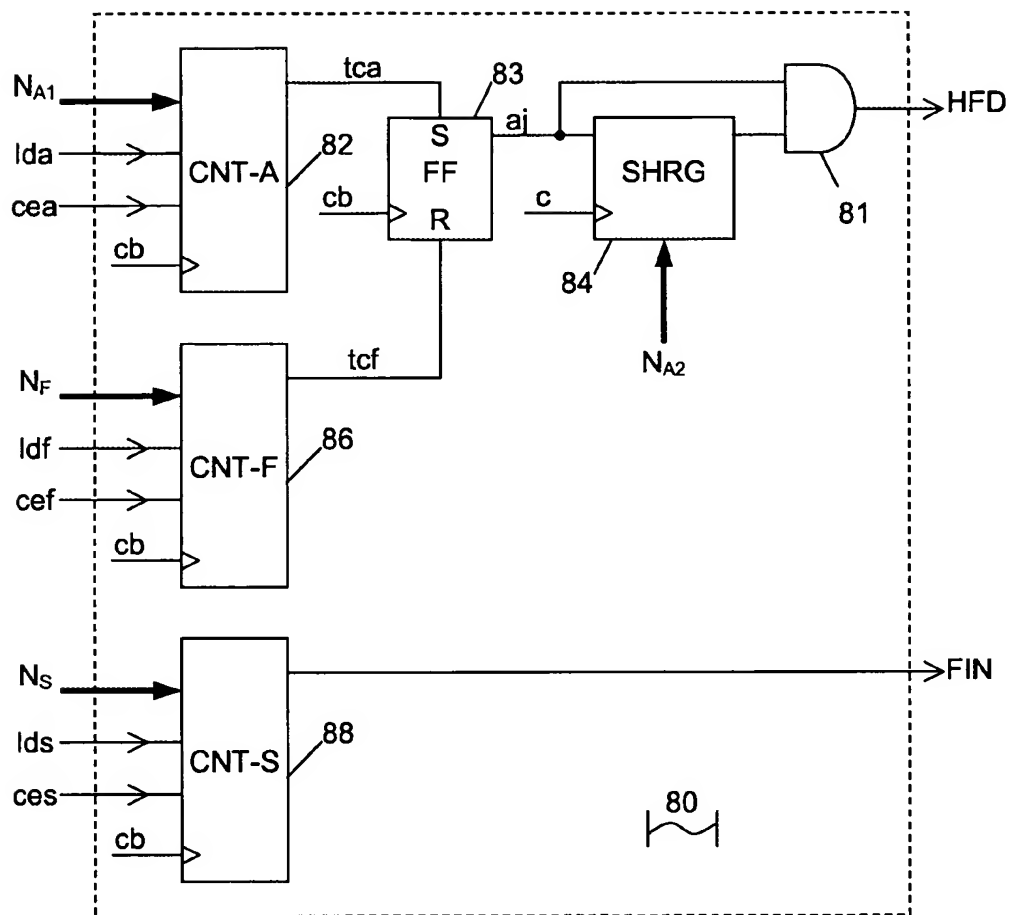 tca
83
N_A1
HFD
aj
S
lda
82
CNT-A
FF
SHRG
cb
c
cea
R
81
cb
84
N_A2
tcf
N_F
86
ldf
CNT-F
cef
cb
N_S
FIN
lds
88
CNT-S
ces
80
cb